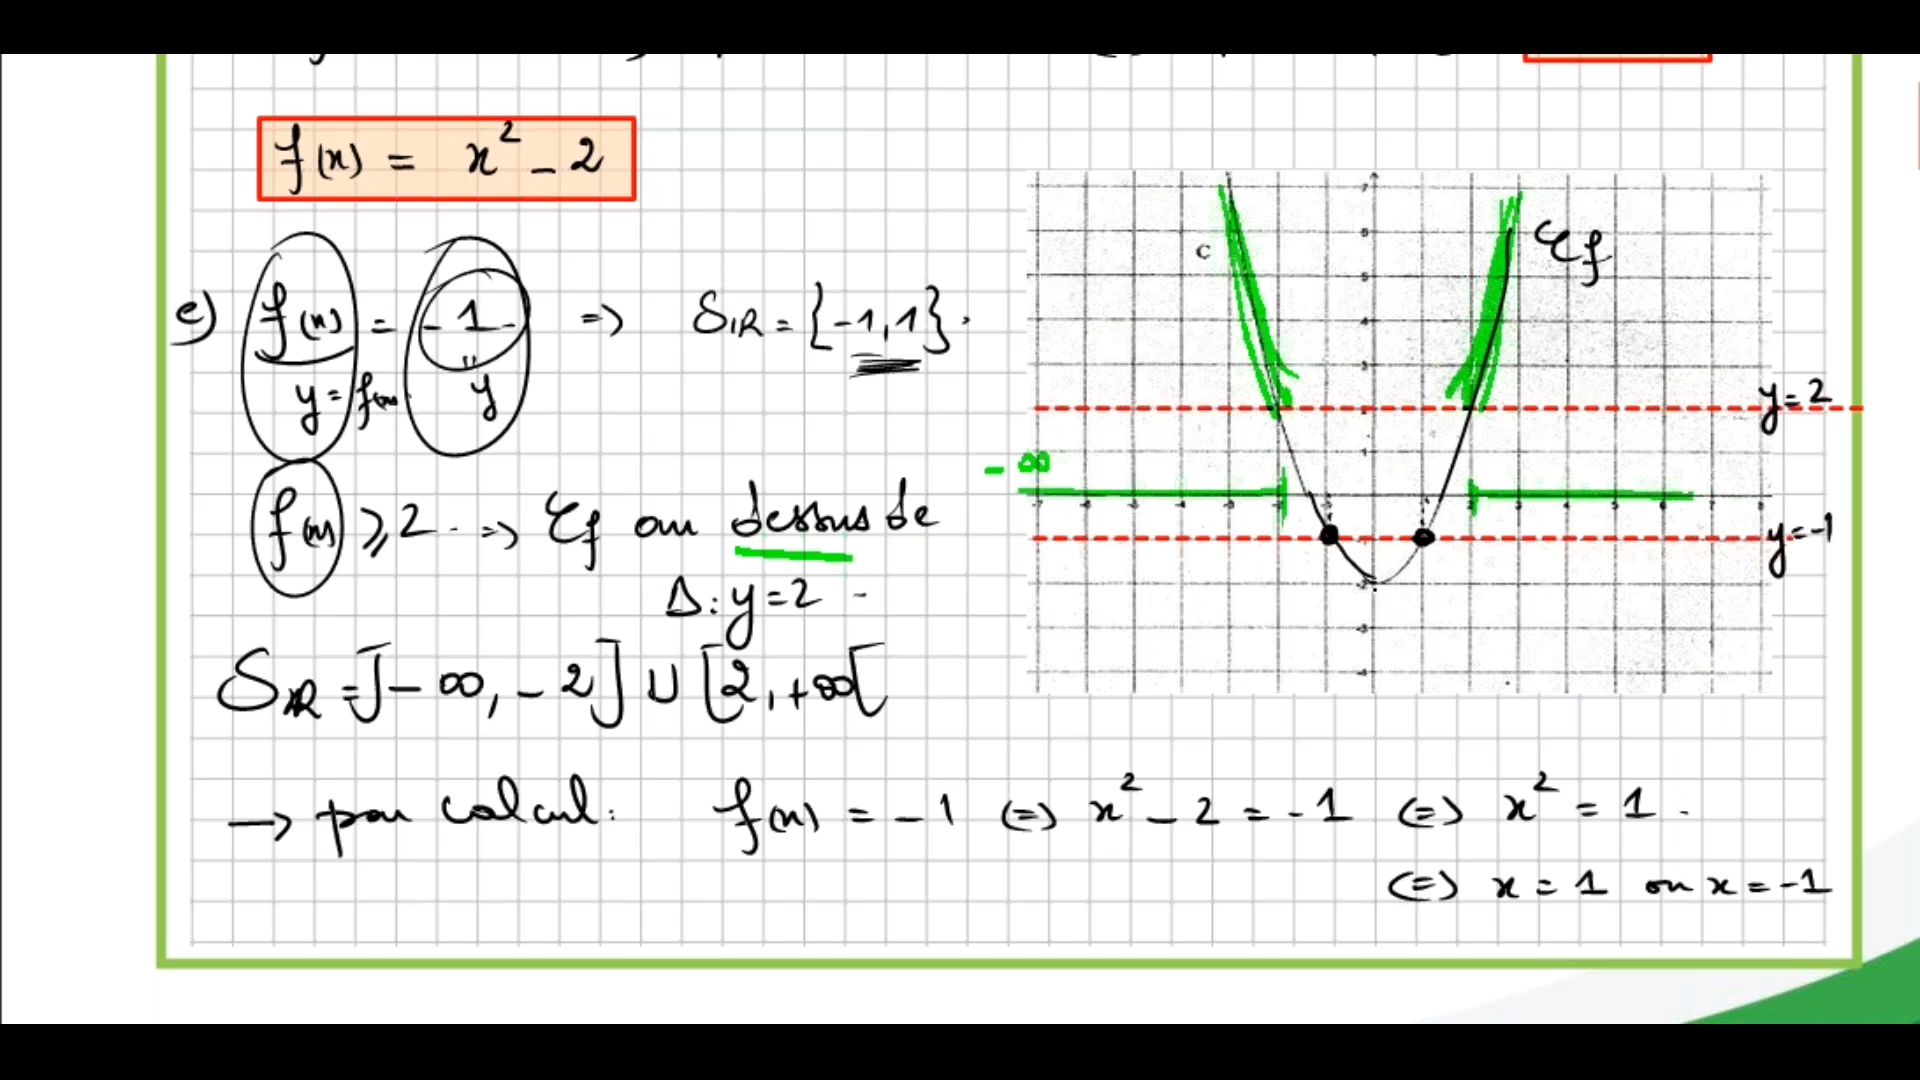 f(x) = x² - 2
e) f(x) = -1 => S_IR = {-1, 1}.
y = f(x) y
f(x) ⩾ 2 => ℭf au dessus de
Δ: y = 2
S_IR = ]-∞, -2] ∪ [2, +∞[
→ par calcul: f(x) = -1 (=) x² - 2 = -1 (=) x² = 1
(=) x = 1 ou x = -1
C
ℭf
y = 2
- ∞
y = -1